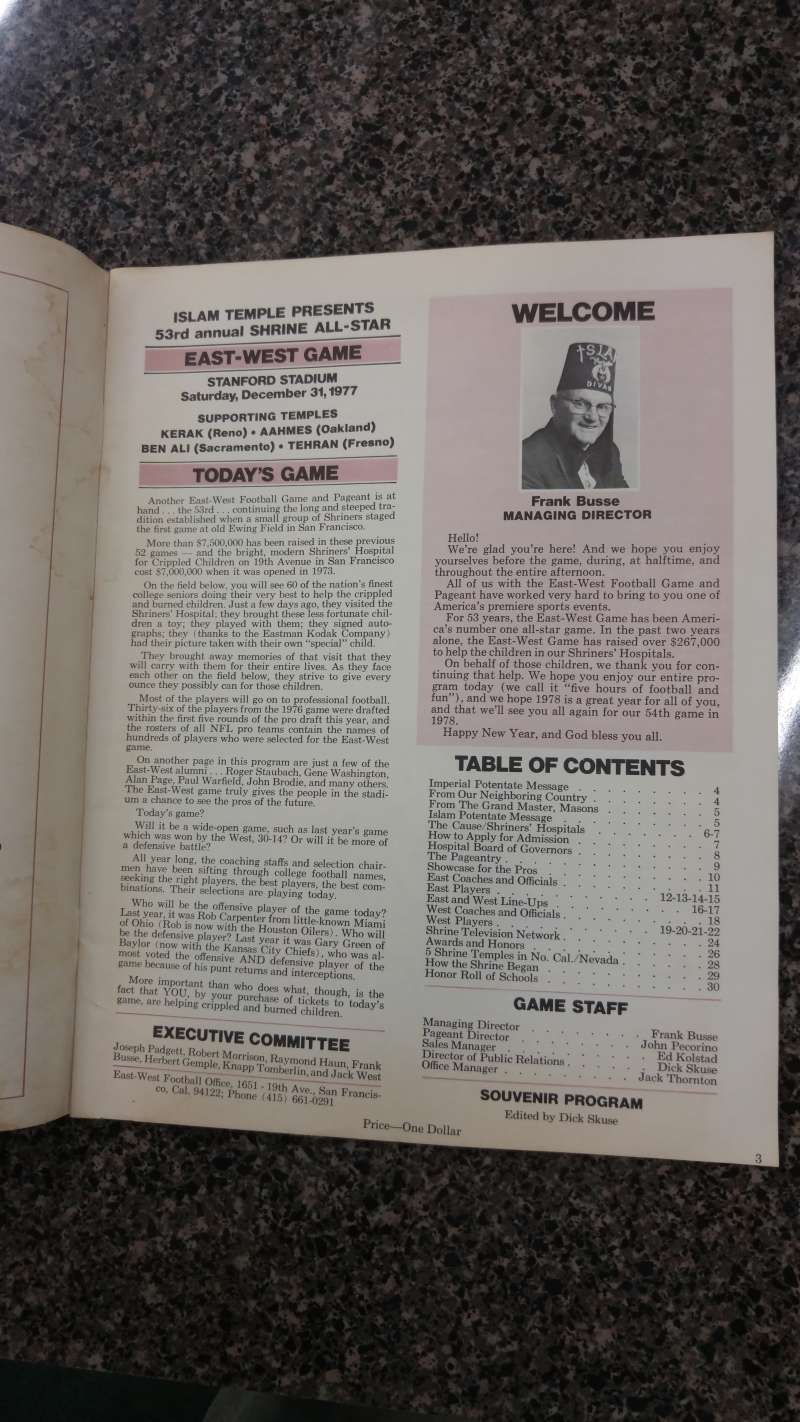 ISLAM TEMPLE PRESENTS
53rd annual SHRINE ALL-STAR
EAST-WEST GAME
STANFORD STADIUM
Saturday, December 31, 1977
SUPPORTING TEMPLES
KERAK (Reno) • AAHMES (Oakland)
BEN ALI (Sacramento) • TEHRAN (Fresno)
TODAY'S GAME
Another East-West Football Game and Pageant is at
hand . . . the 53rd . . . continuing the long and steeped tra-
dition established when a small group of Shriners staged
the first game at old Ewing Field in San Francisco.
More than $7,500,000 has been raised in these previous
52 games — and the bright, modern Shriners' Hospital
for Crippled Children on 19th Avenue in San Francisco
cost $7,000,000 when it was opened in 1973.
On the field below, you will see 60 of the nation's finest
college seniors doing their very best to help the crippled
and burned children. Just a few days ago, they visited the
Shriners' Hospital; they brought these less fortunate chil-
dren a toy; they played with them; they signed auto-
graphs; they (thanks to the Eastman Kodak Company)
had their picture taken with their own "special" child.
They brought away memories of that visit that they
will carry with them for their entire lives. As they face
each other on the field below, they strive to give every
ounce they possibly can for those children.
Most of the players will go on to professional football.
Thirty-six of the players from the 1976 game were drafted
within the first five rounds of the pro draft this year, and
the rosters of all NFL pro teams contain the names of
hundreds of players who were selected for the East-West
game.
On another page in this program are just a few of the
East-West alumni . . . Roger Staubach, Gene Washington,
Alan Page, Paul Warfield, John Brodie, and many others.
The East-West game truly gives the people in the stadi-
um a chance to see the pros of the future.
Today's game?
Will it be a wide-open game, such as last year's game
which was won by the West, 30-14? Or will it be more of
a defensive battle?
All year long, the coaching staffs and selection chair-
men have been sifting through college football names,
seeking the right players, the best players, the best com-
binations. Their selections are playing today.
Who will be the offensive player of the game today?
Last year, it was Rob Carpenter from little-known Miami
of Ohio (Rob is now with the Houston Oilers). Who will
be the defensive player? Last year it was Gary Green of
Baylor (now with the Kansas City Chiefs), who was al-
most voted the offensive AND defensive player of the
game because of his punt returns and interceptions.
More important than who does what, though, is the
fact that YOU, by your purchase of tickets to today's
game, are helping crippled and burned children.
EXECUTIVE COMMITTEE
Joseph Padgett, Robert Morrison, Raymond Haun, Frank
Busse, Herbert Gemple, Knapp Tomberlin, and Jack West
East-West Football Office, 1651 - 19th Ave., San Francis-
co, Cal. 94122; Phone (415) 661-0291
WELCOME
ISLAM
DIVAN
Frank Busse
MANAGING DIRECTOR
Hello!
We're glad you're here! And we hope you enjoy
yourselves before the game, during, at halftime, and
throughout the entire afternoon.
All of us with the East-West Football Game and
Pageant have worked very hard to bring to you one of
America's premiere sports events.
For 53 years, the East-West Game has been Ameri-
ca's number one all-star game. In the past two years
alone, the East-West Game has raised over $267,000
to help the children in our Shriners' Hospitals.
On behalf of those children, we thank you for con-
tinuing that help. We hope you enjoy our entire pro-
gram today (we call it "five hours of football and
fun"), and we hope 1978 is a great year for all of you,
and that we'll see you all again for our 54th game in
1978.
Happy New Year, and God bless you all.
TABLE OF CONTENTS
Imperial Potentate Message . . . . . . . . . 4
From Our Neighboring Country . . . . . . . . 4
From The Grand Master, Masons . . . . . . . 5
Islam Potentate Message . . . . . . . . . . 5
The Cause/Shriners' Hospitals . . . . . . . 6-7
How to Apply for Admission . . . . . . . . . 7
Hospital Board of Governors . . . . . . . . 8
The Pageantry . . . . . . . . . . . . . 9
Showcase for the Pros . . . . . . . . . . 10
East Coaches and Officials . . . . . . . . . 11
East Players . . . . . . . . . . 12-13-14-15
East and West Line-Ups . . . . . . . . . 16-17
West Coaches and Officials . . . . . . . . . 18
West Players . . . . . . . . . . 19-20-21-22
Shrine Television Network . . . . . . . . . 24
Awards and Honors . . . . . . . . . . . 26
5 Shrine Temples in No. Cal./Nevada . . . . . 28
How the Shrine Began . . . . . . . . . . 29
Honor Roll of Schools . . . . . . . . . . 30
GAME STAFF
Managing Director . . . . . . . . Frank Busse
Pageant Director . . . . . . . . John Pecorino
Sales Manager . . . . . . . . . . Ed Kolstad
Director of Public Relations . . . . . Dick Skuse
Office Manager . . . . . . . . . Jack Thornton
SOUVENIR PROGRAM
Edited by Dick Skuse
Price—One Dollar
3